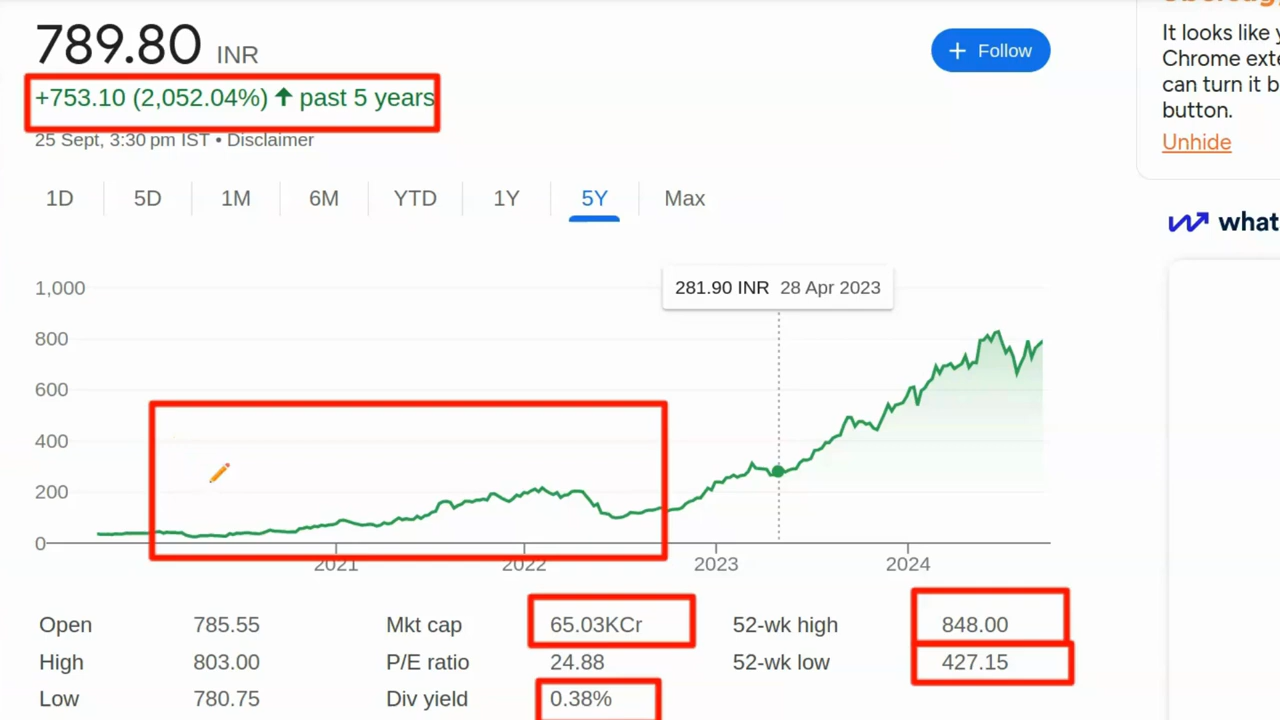 789.80 INR
+ Follow
+753.10 (2,052.04%) ↑ past 5 years
25 Sept, 3:30 pm IST • Disclaimer
1D 5D 1M 6M YTD 1Y 5Y Max
281.90 INR 28 Apr 2023
1,000
800
600
400
200
0
2021 2022 2023 2024
Open 785.55 Mkt cap 65.03KCr 52-wk high 848.00
High 803.00 P/E ratio 24.88 52-wk low 427.15
Low 780.75 Div yield 0.38%
It looks like
Chrome
can turn it
button.
Unhide
what